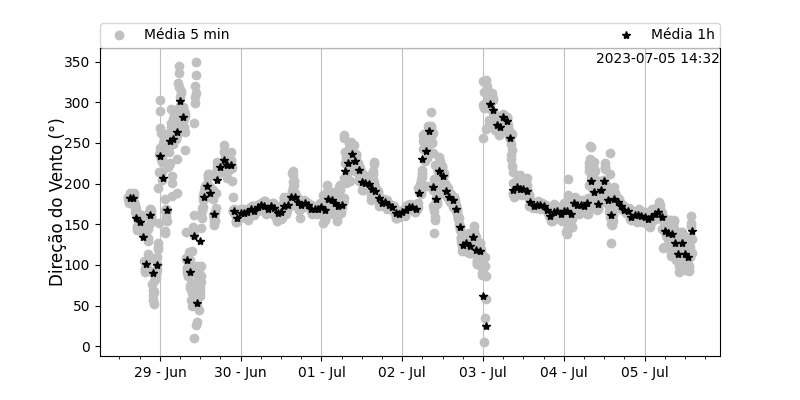 Média 5 min
Média 1h
2023-07-05 14:32
Direção do Vento (°)
350
300
250
200
150
100
50
0
29 - Jun
30 - Jun
01 - Jul
02 - Jul
03 - Jul
04 - Jul
05 - Jul